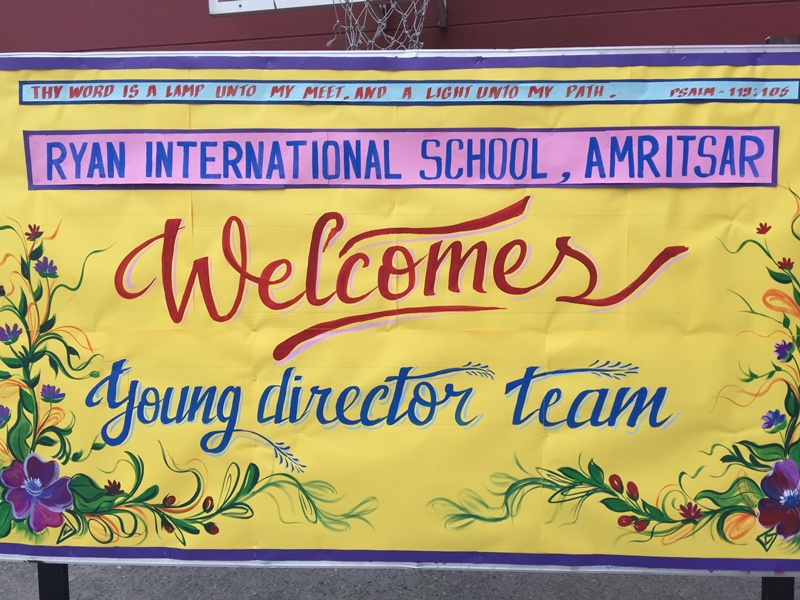 THY WORD IS A LAMP UNTO MY MEET, AND A LIGHT UNTO MY PATH. PSALM - 119:105
RYAN INTERNATIONAL SCHOOL, AMRITSAR
Welcomes
Young director team